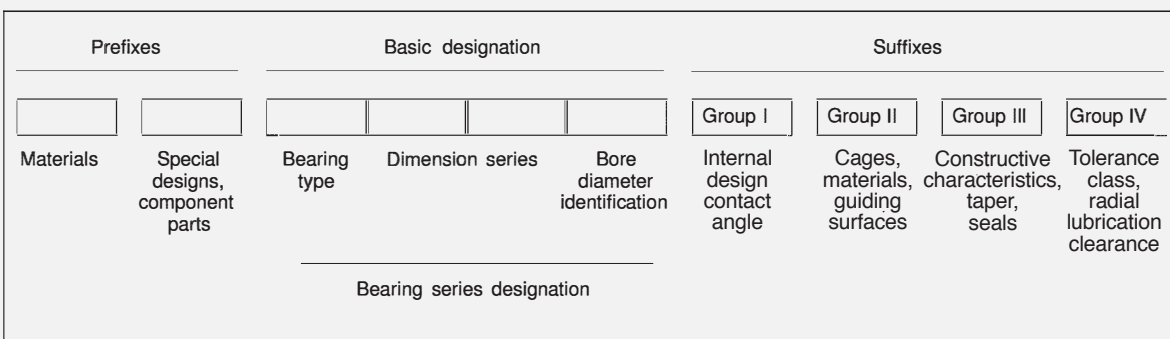 Prefixes
Basic designation
Suffixes
Group I
Group II
Group III
Group IV
Materials
Special
designs,
component
parts
Bearing
type
Dimension series
Bore
diameter
identification
Internal
design
contact
angle
Cages,
materials,
guiding
surfaces
Constructive
characteristics,
taper,
seals
Tolerance
class,
radial
lubrication
clearance
Bearing series designation